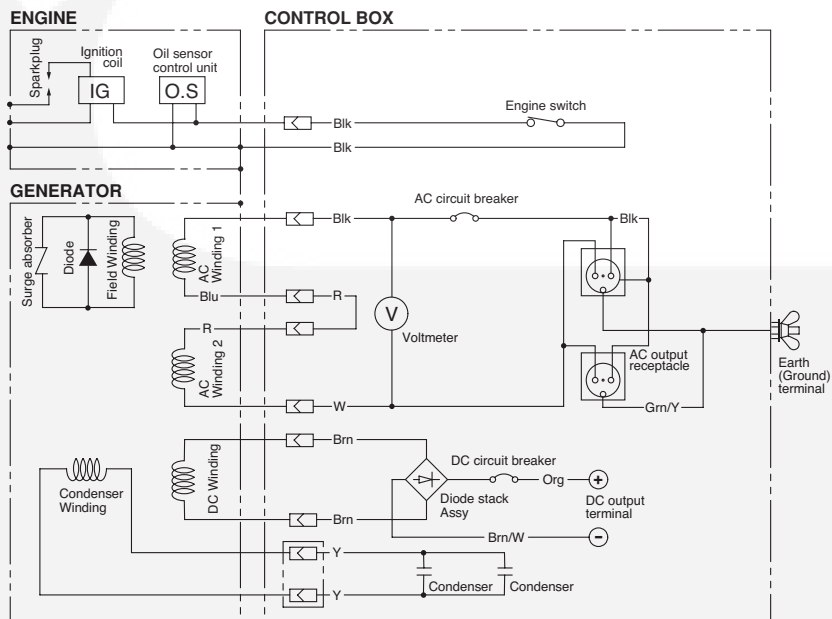 ENGINE
CONTROL BOX
Sparkplug
Ignition
coil
IG
Oil sensor
control unit
O.S
Blk
Engine switch
Blk
GENERATOR
Surge absorber
Diode
Field Winding
AC
Winding 1
Blk
AC circuit breaker
Blk
Blu
R
R
AC
Winding 2
V
Voltmeter
AC output
receptacle
Earth
(Ground)
terminal
W
Grn/Y
Brn
DC Winding
DC circuit breaker
Org
+
Diode stack
Assy
DC output
terminal
Condenser
Winding
Brn
Brn/W
−
Y
Condenser
Condenser
Y